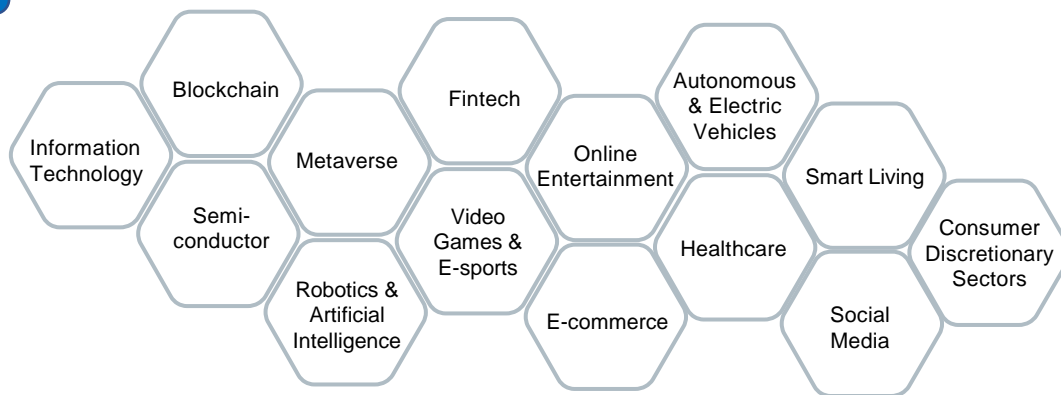 Information
Technology
Blockchain
Semi-
conductor
Metaverse
Robotics &
Artificial
Intelligence
Fintech
Video
Games &
E-sports
Online
Entertainment
E-commerce
Autonomous
& Electric
Vehicles
Healthcare
Smart Living
Social
Media
Consumer
Discretionary
Sectors